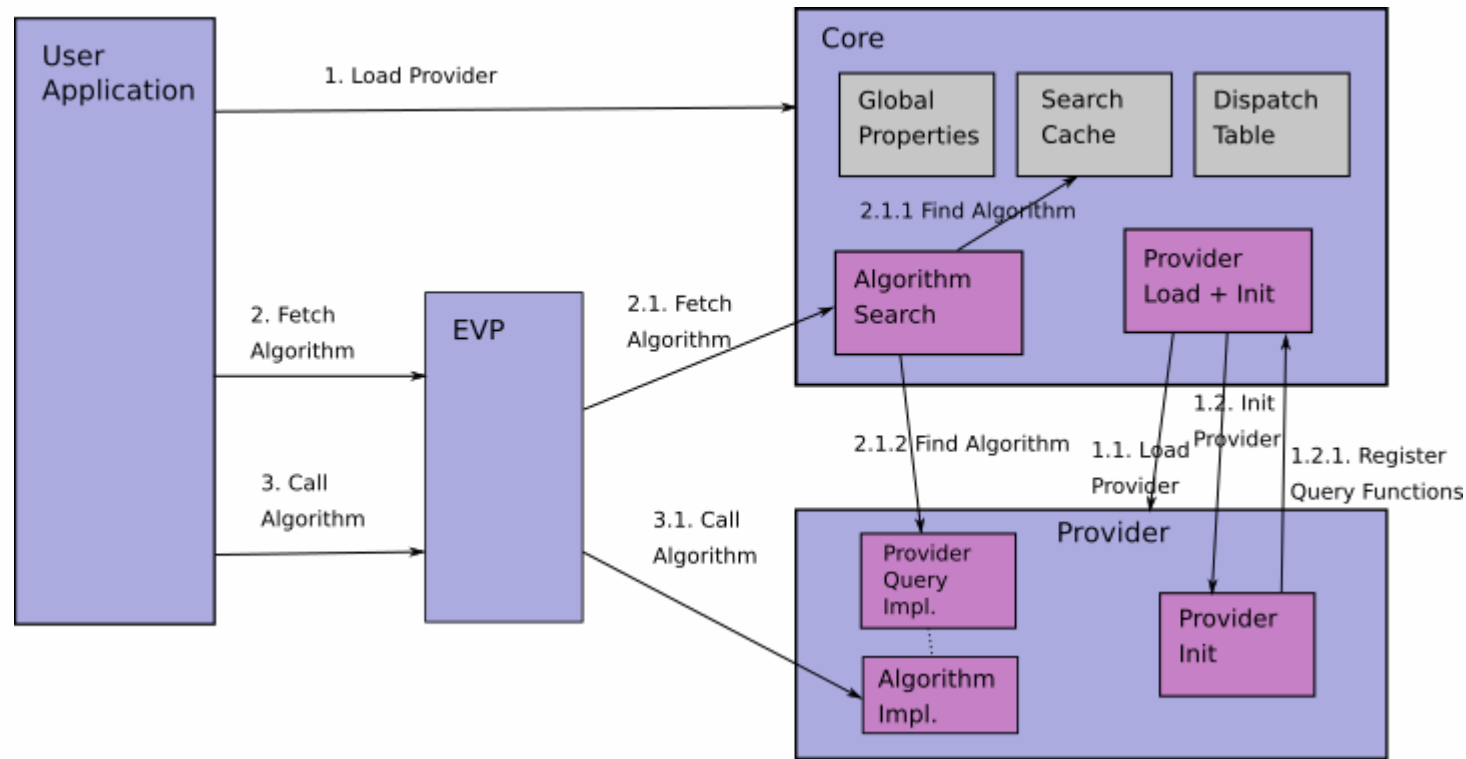 User
Application
1. Load Provider
Core
Global
Properties
Search
Cache
Dispatch
Table
2.1.1 Find Algorithm
Algorithm
Search
Provider
Load + Init
2. Fetch
Algorithm
EVP
2.1. Fetch
Algorithm
2.1.2 Find Algorithm
1.1. Load
Provider
1.2. Init
Provider
1.2.1. Register
Query Functions
3. Call
Algorithm
3.1. Call
Algorithm
Provider
Provider
Query
Impl.
Algorithm
Impl.
Provider
Init